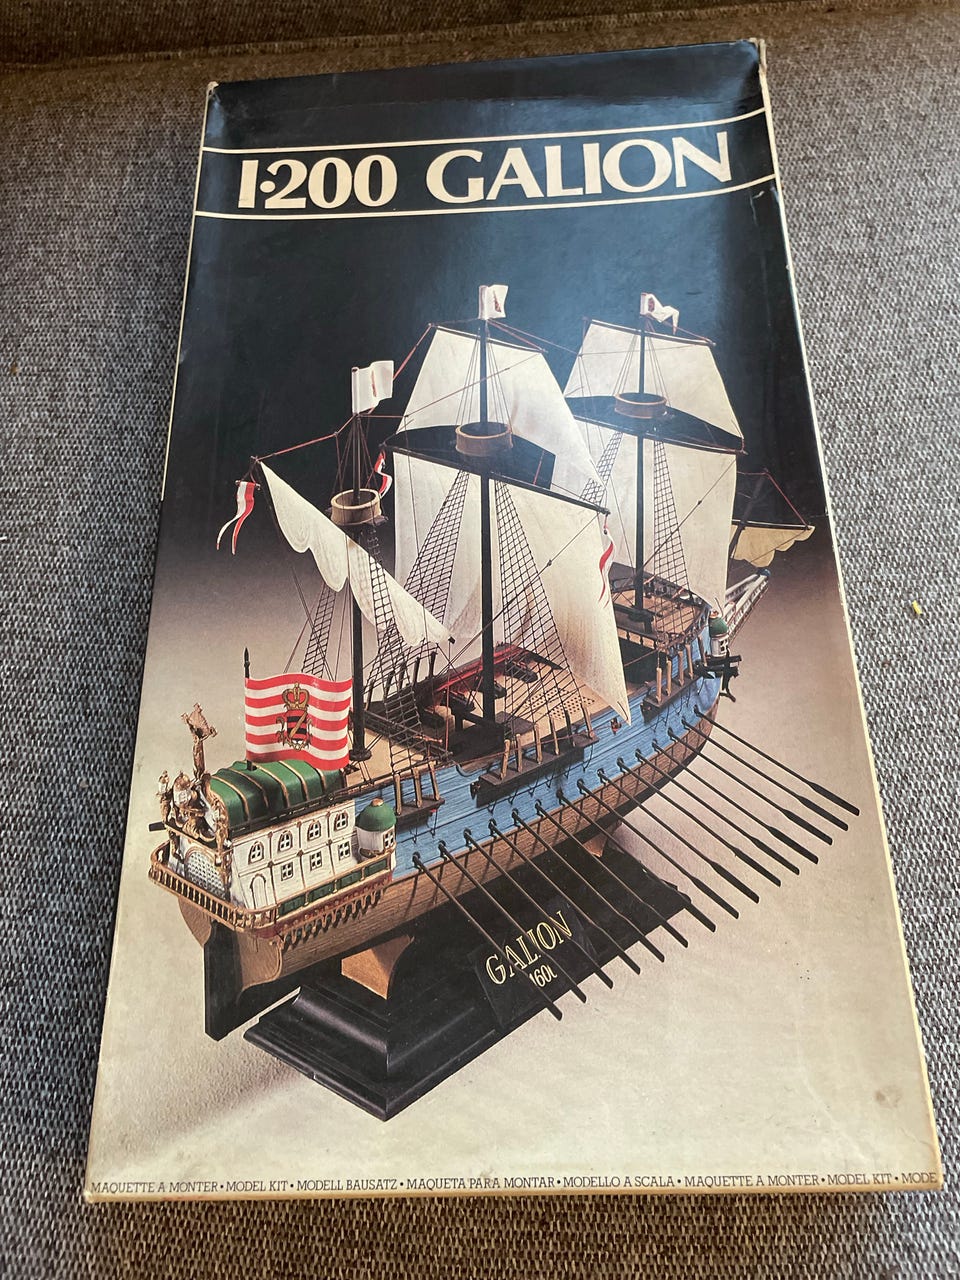 1:200 GALION
GALION
MAQUETTE A MONTER • MODEL KIT • MODELL BAUSATZ • MAQUETA PARA MONTAR • MODELLO A SCALA • MAQUETTE A MONTER • MODEL KIT • MODE